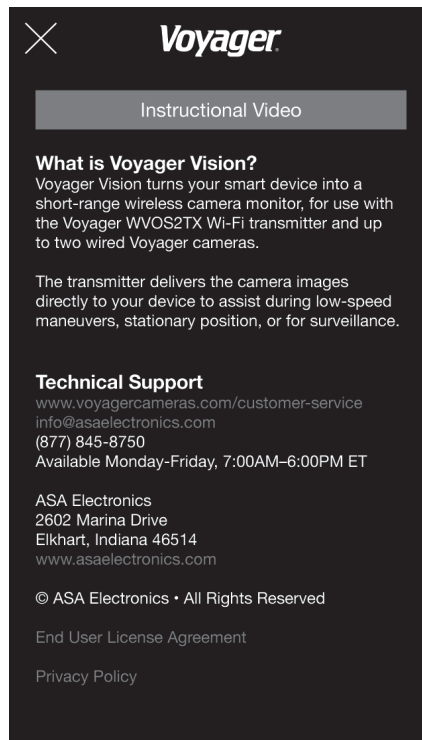 Voyager
Instructional Video
What is Voyager Vision?
Voyager Vision turns your smart device into a
short-range wireless camera monitor, for use with
the Voyager WVOS2TX Wi-Fi transmitter and up
to two wired Voyager cameras.
The transmitter delivers the camera images
directly to your device to assist during low-speed
maneuvers, stationary position, or for surveillance.
Technical Support
www.voyagercameras.com/customer-service
info@asaelectronics.com
(877) 845-8750
Available Monday-Friday, 7:00AM–6:00PM ET
ASA Electronics
2602 Marina Drive
Elkhart, Indiana 46514
www.asaelectronics.com
© ASA Electronics • All Rights Reserved
End User License Agreement
Privacy Policy